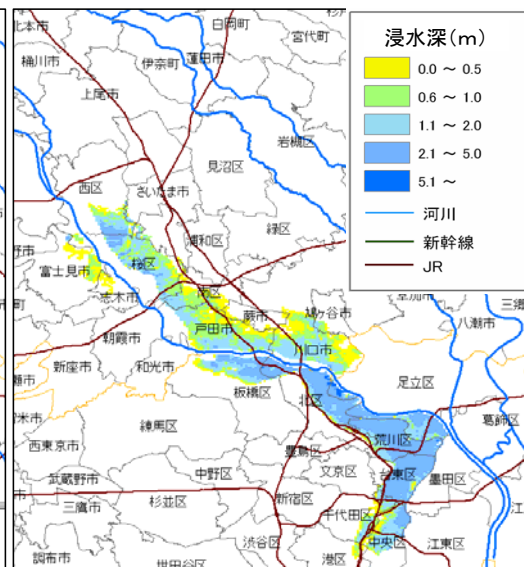 浸水深(m)
0.0 ～ 0.5
0.6 ～ 1.0
1.1 ～ 2.0
2.1 ～ 5.0
5.1 ～
河川
新幹線
JR
白岡町
宮代町
桶川市
伊奈町
蓮田市
上尾市
岩槻区
見沼区
西区
さいたま市
緑区
浦和区
桜区
富士見市
南区
志木市
蕨市
鳩ヶ谷市
草加市
三郷
戸田市
八潮市
朝霞市
川口市
新座市
和光市
足立区
板橋区
北区
葛飾区
練馬区
荒川区
西東京市
豊島区
文京区
台東区
墨田区
武蔵野市
中野区
新宿区
三鷹市
杉並区
千代田区
江
渋谷区
中央区
江東区
調布市
世田谷区
港区